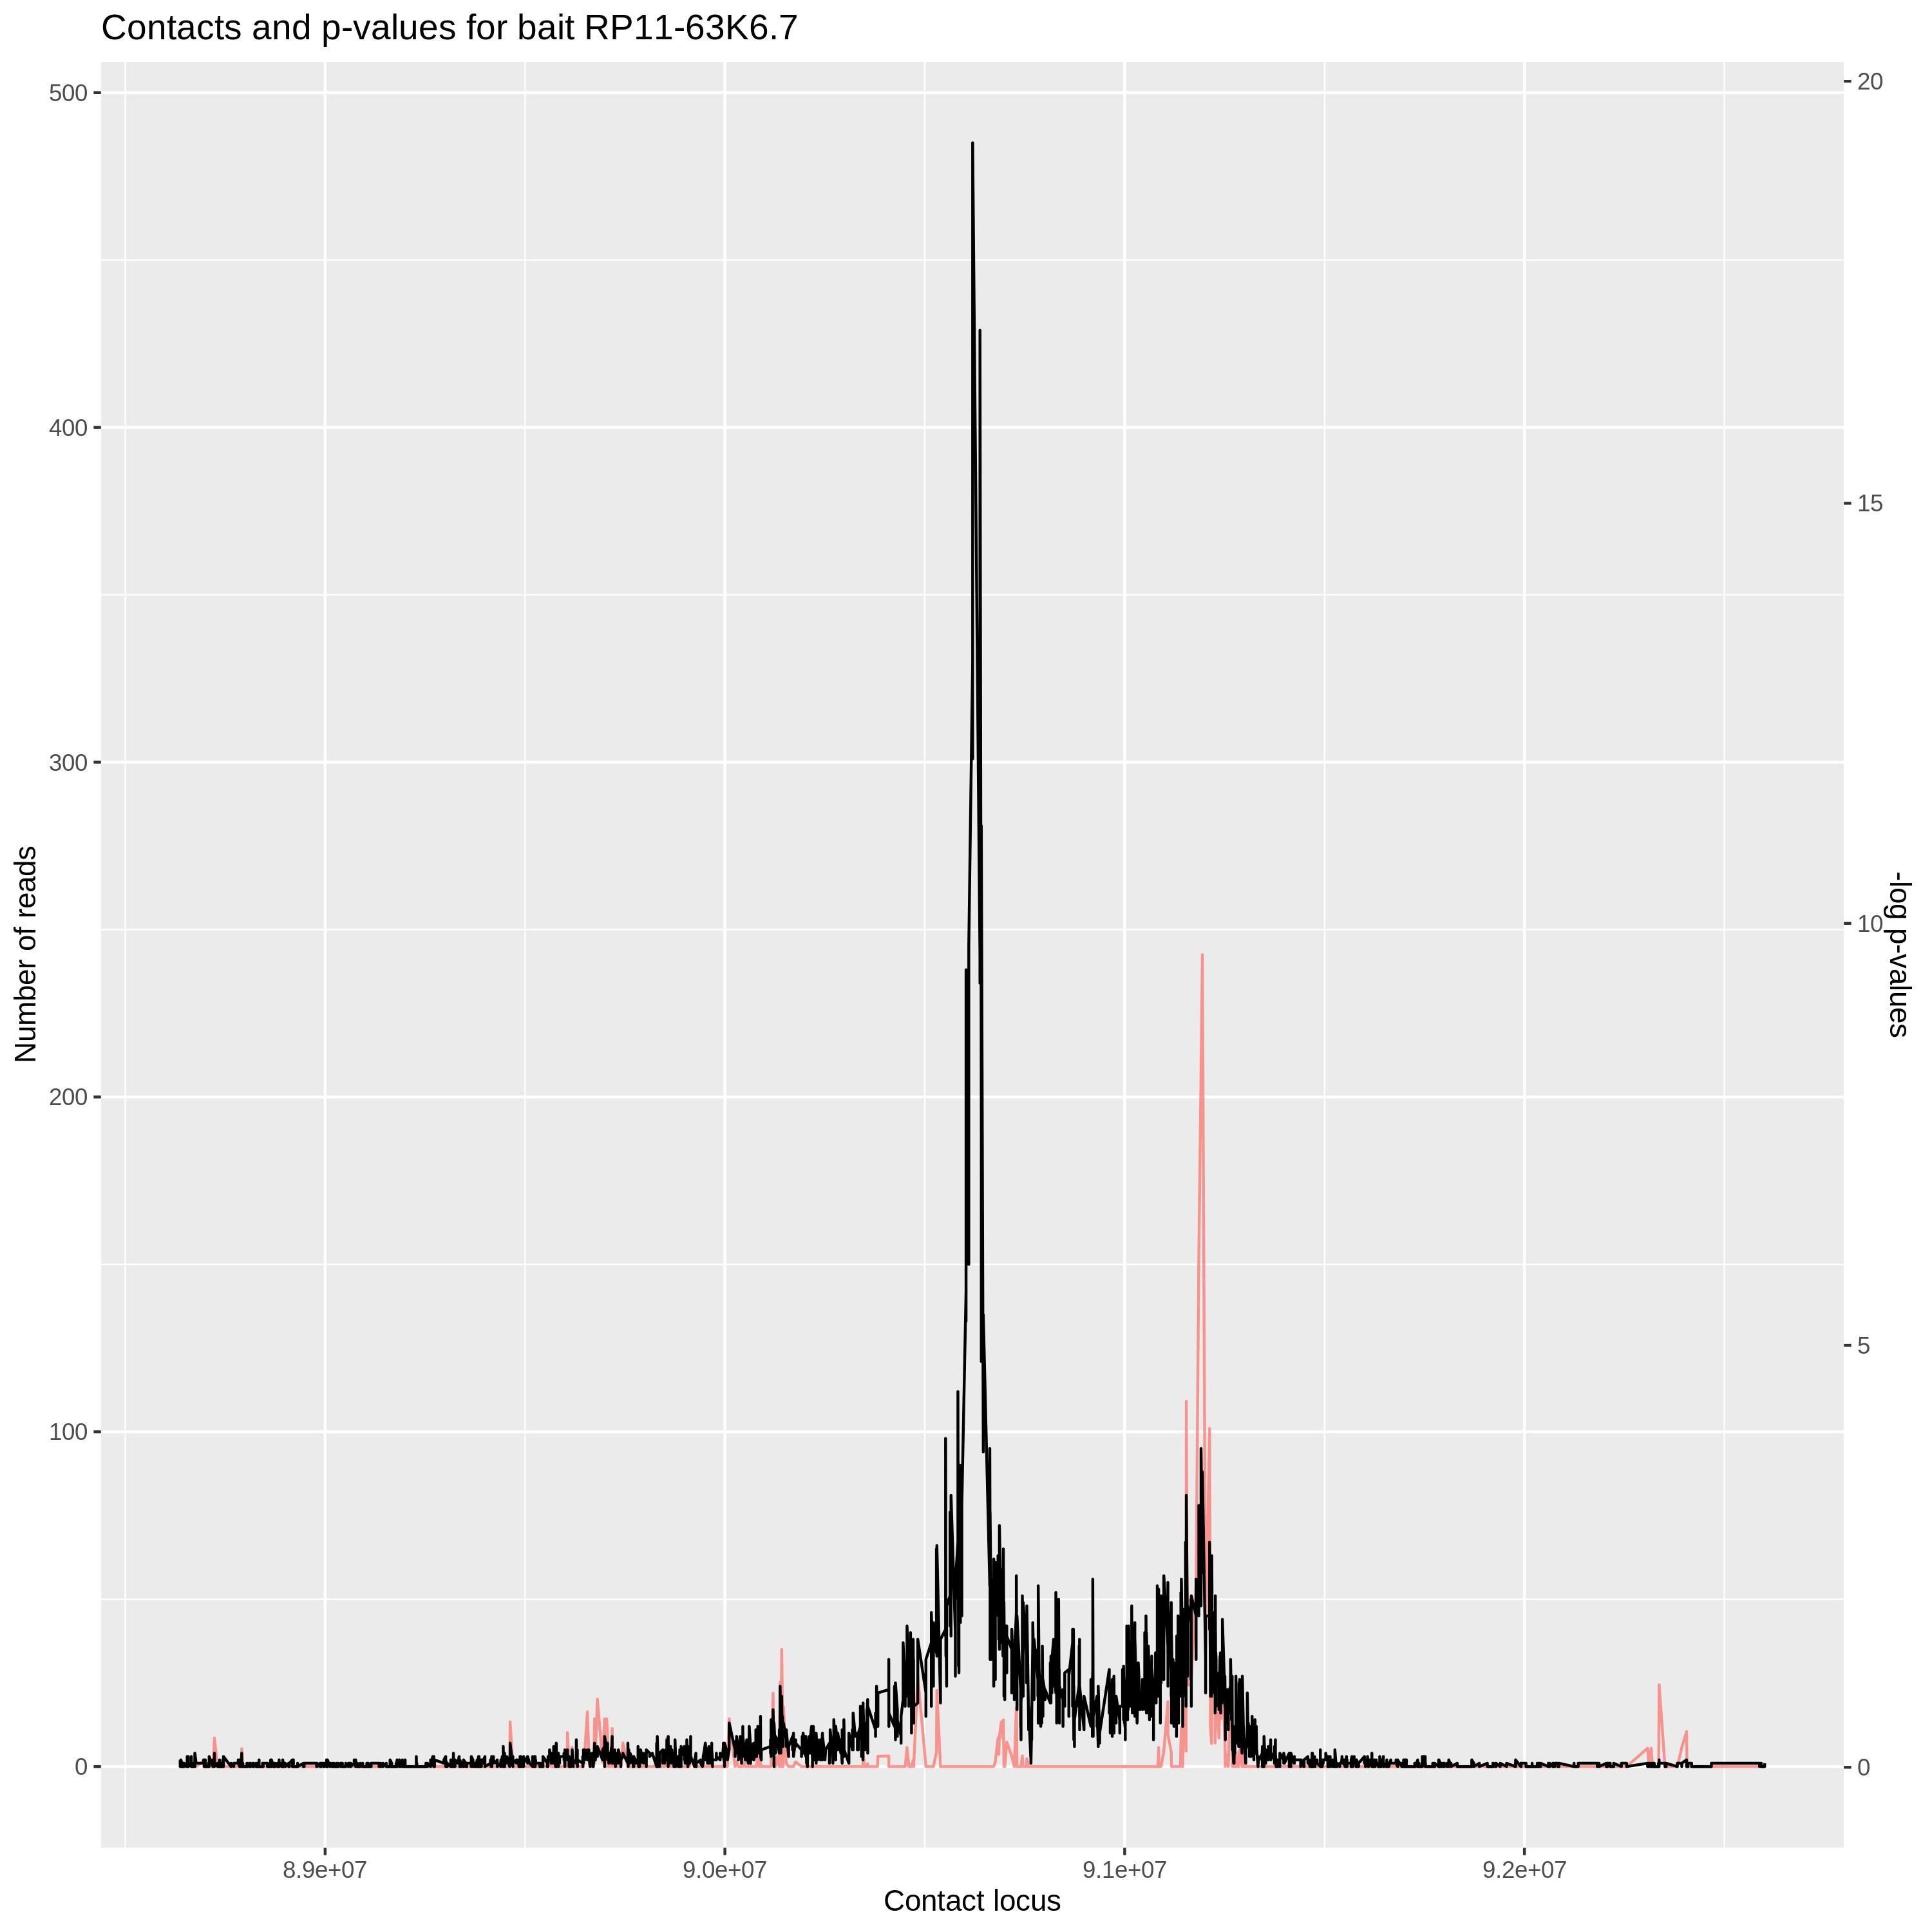 Contacts and p-values for bait RP11-63K6.7
500
400
300
200
100
0
Number of reads
20
15
10
5
0
-log p-values
8.9e+07
9.0e+07
9.1e+07
9.2e+07
Contact locus